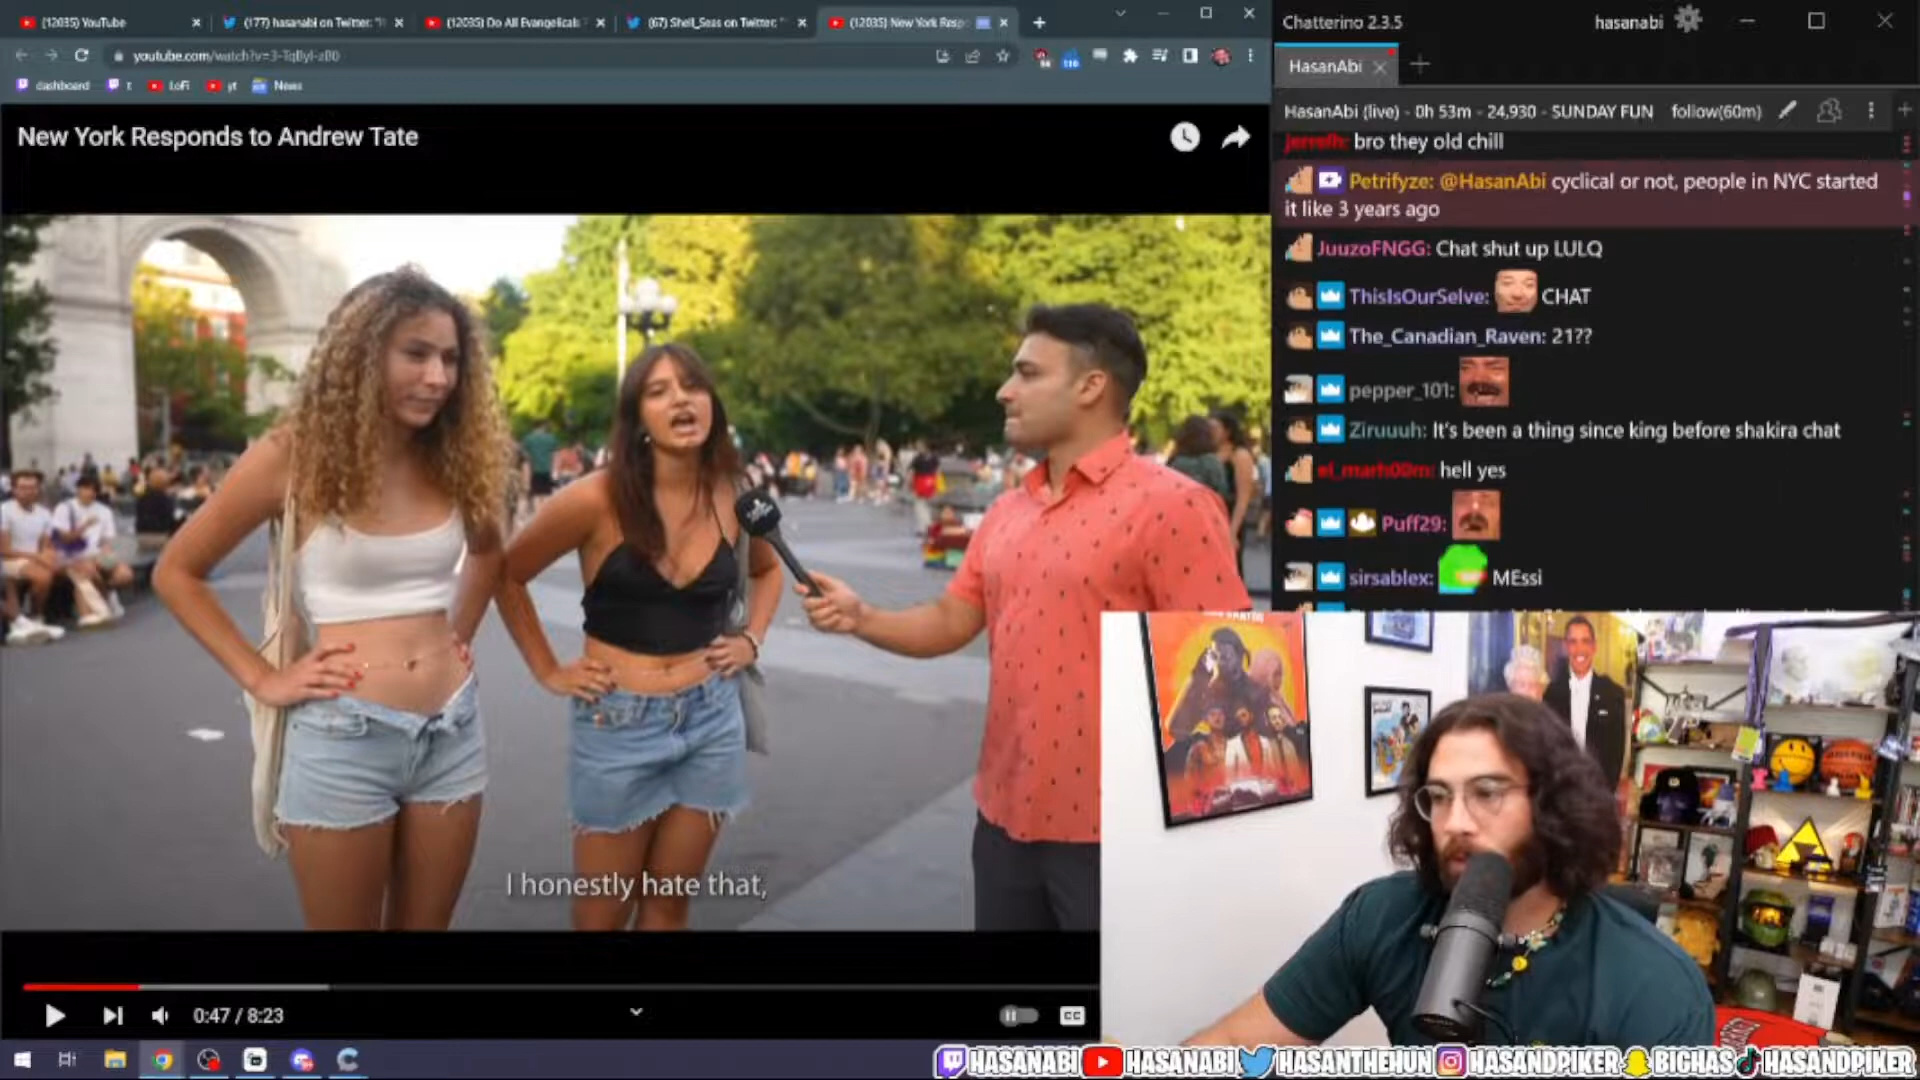 (12035) YouTube
(177) hasanabi on Twitter: "
(12035) Do All Evangelicals
(67) Shell_Seas on Twitter: "
(12035) New York Resp
youtube.com/watch?v=3-TqByl-zB0
dashboard
t
LoFi
yt
News
New York Responds to Andrew Tate
I honestly hate that,
0:47 / 8:23
CC
Chatterino 2.3.5
hasanabi
HasanAbi
HasanAbi (live) - 0h 53m - 24,930 - SUNDAY FUN
follow(60m)
bro they old chill
Petrifyze: @HasanAbi cyclical or not, people in NYC started
it like 3 years ago
JuuzoFNGG: Chat shut up LULQ
ThisIsOurSelve: CHAT
The_Canadian_Raven: 21??
pepper_101:
Ziruuuh: It's been a thing since king before shakira chat
el_marh00m: hell yes
Puff29:
sirsablex: MEssi
HASANABI HASANABI HASANTHEHUN HASANDPIKER BIGHAS HASANDPIKER